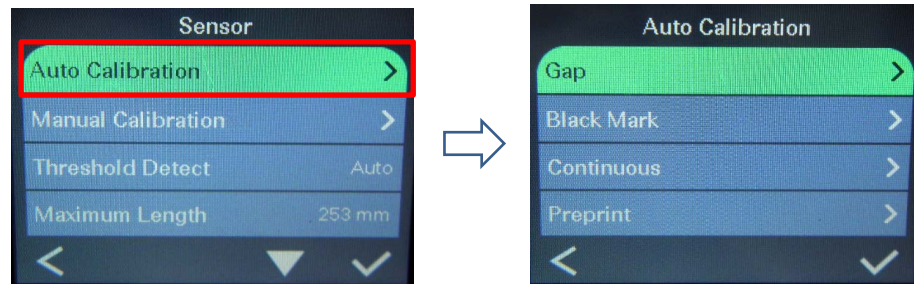 Sensor
Auto Calibration
Manual Calibration
Threshold Detect Auto
Maximum Length 253 mm
Auto Calibration
Gap
Black Mark
Continuous
Preprint